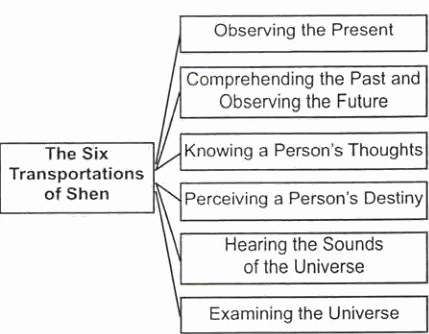 The Six
Transportations
of Shen
Observing the Present
Comprehending the Past and
Observing the Future
Knowing a Person's Thoughts
Perceiving a Person's Destiny
Hearing the Sounds
of the Universe
Examining the Universe